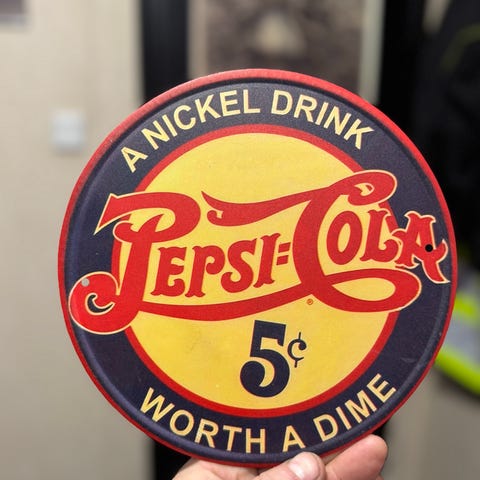 A NICKEL DRINK
PEPSI=COLA
®
5¢
WORTH A DIME